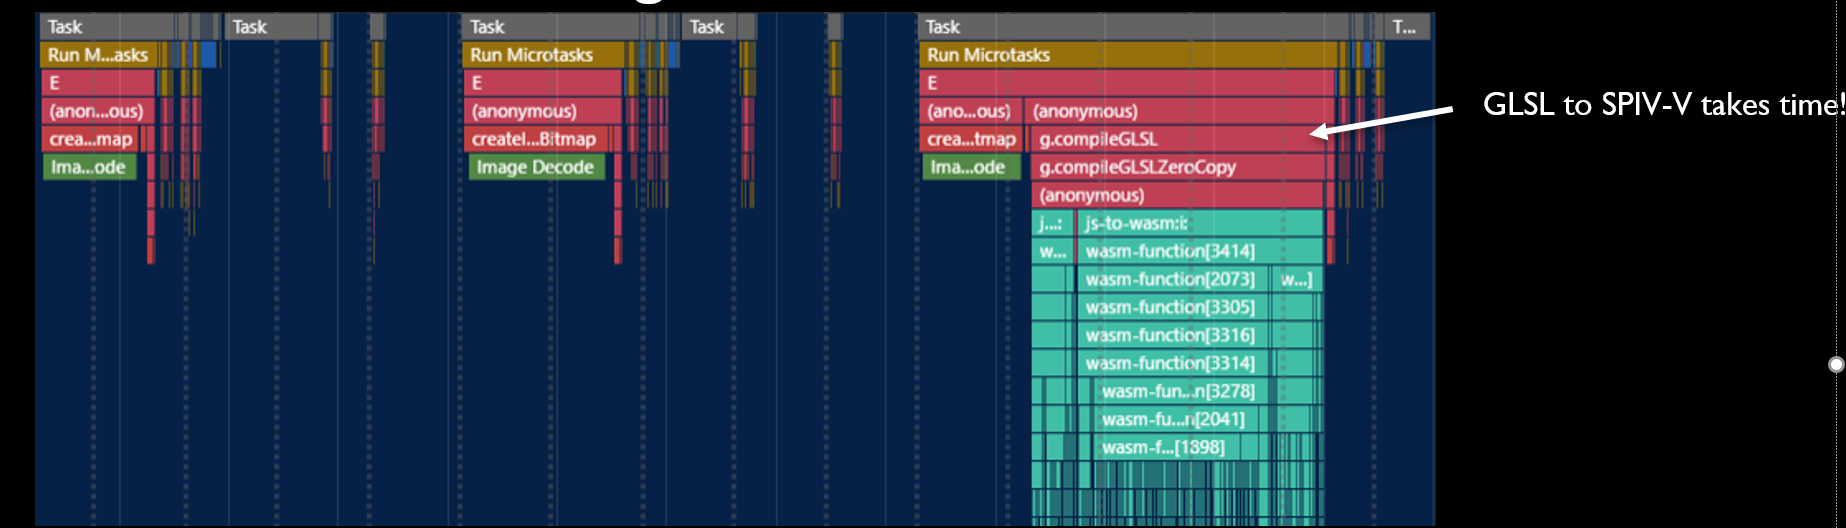 Task Task Task Task Task T...
Run M...asks Run Microtasks Run Microtasks
E E E
(anon...ous) (anonymous) (ano...ous) (anonymous)
GLSL to SPIV-V takes time!
crea...map createI...Bitmap crea...tmap g.compileGLSL
Ima...ode Image Decode Ima...ode g.compileGLSLZeroCopy
(anonymous)
j...: js-to-wasm:i:
w... wasm-function[3414]
wasm-function[2073] w...]
wasm-function[3305]
wasm-function[3316]
wasm-function[3314]
wasm-fun...n[3278]
wasm-fu...n[2041]
wasm-f...[1398]